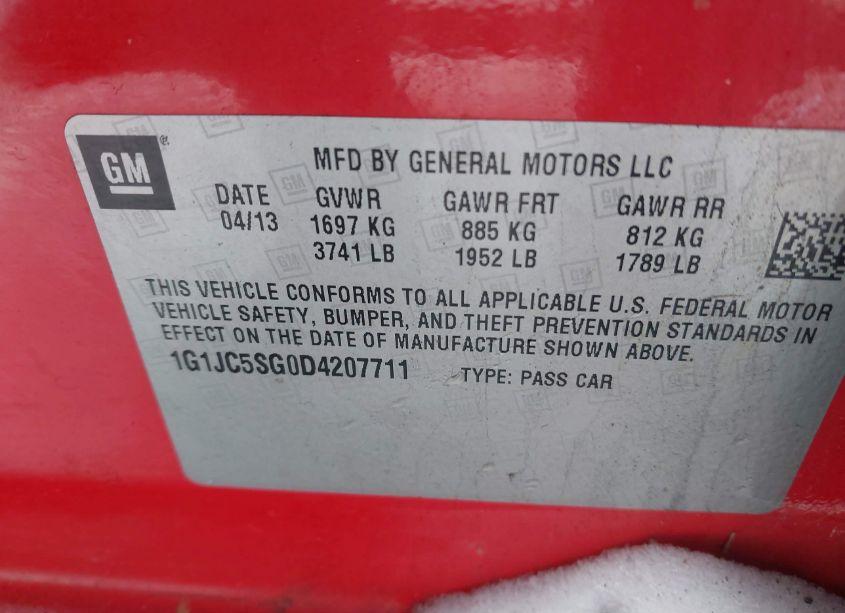 GM
MFD BY GENERAL MOTORS LLC
DATE GVWR GAWR FRT GAWR RR
04/13 1697 KG 885 KG 812 KG
3741 LB 1952 LB 1789 LB
THIS VEHICLE CONFORMS TO ALL APPLICABLE U.S. FEDERAL MOTOR
VEHICLE SAFETY, BUMPER, AND THEFT PREVENTION STANDARDS IN
EFFECT ON THE DATE OF MANUFACTURE SHOWN ABOVE.
1G1JC5SG0D4207711 TYPE: PASS CAR